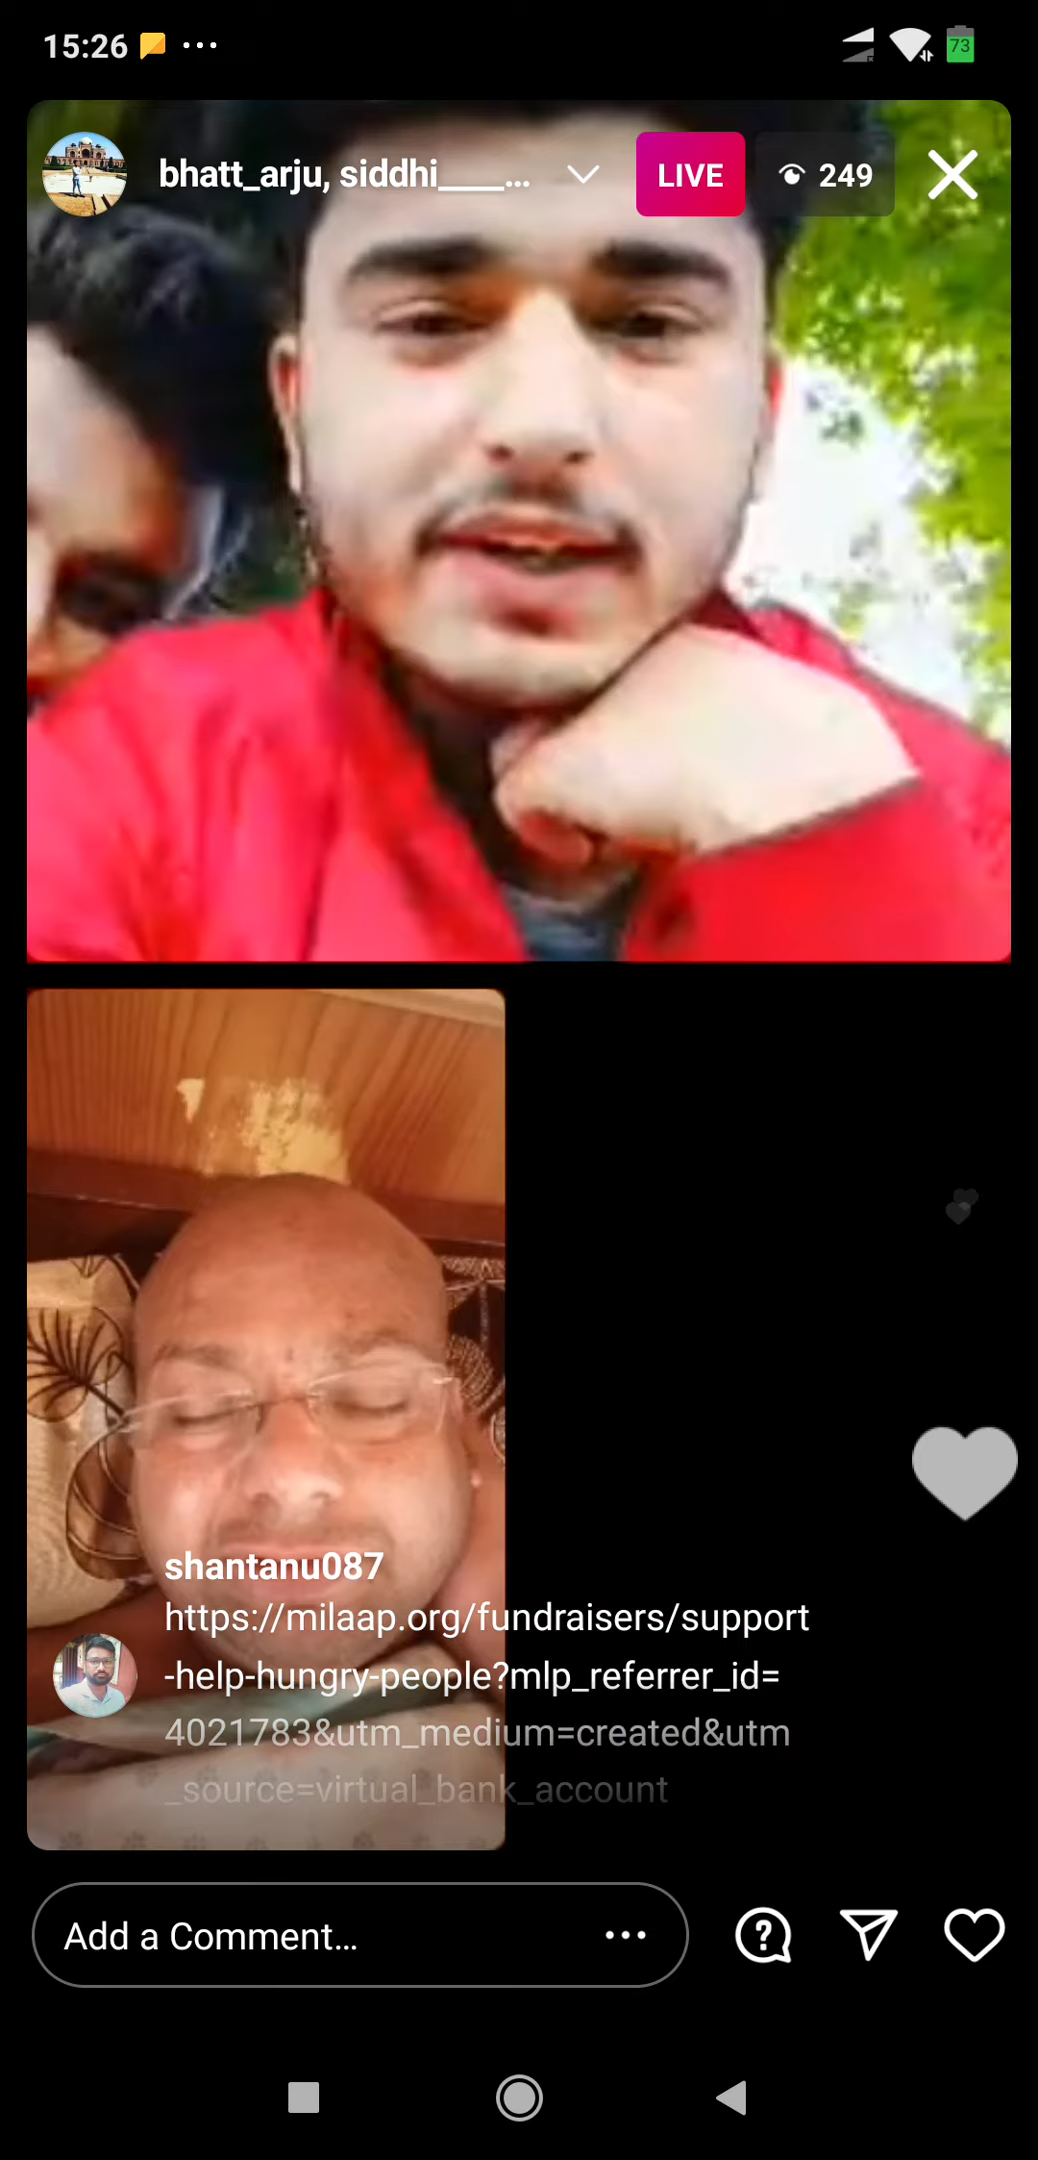 15:26
73
bhatt_arju, siddhi____...
LIVE
249
shantanu087
https://milaap.org/fundraisers/support
-help-hungry-people?mlp_referrer_id=
4021783&utm_medium=created&utm
_source=virtual_bank_account
Add a Comment...